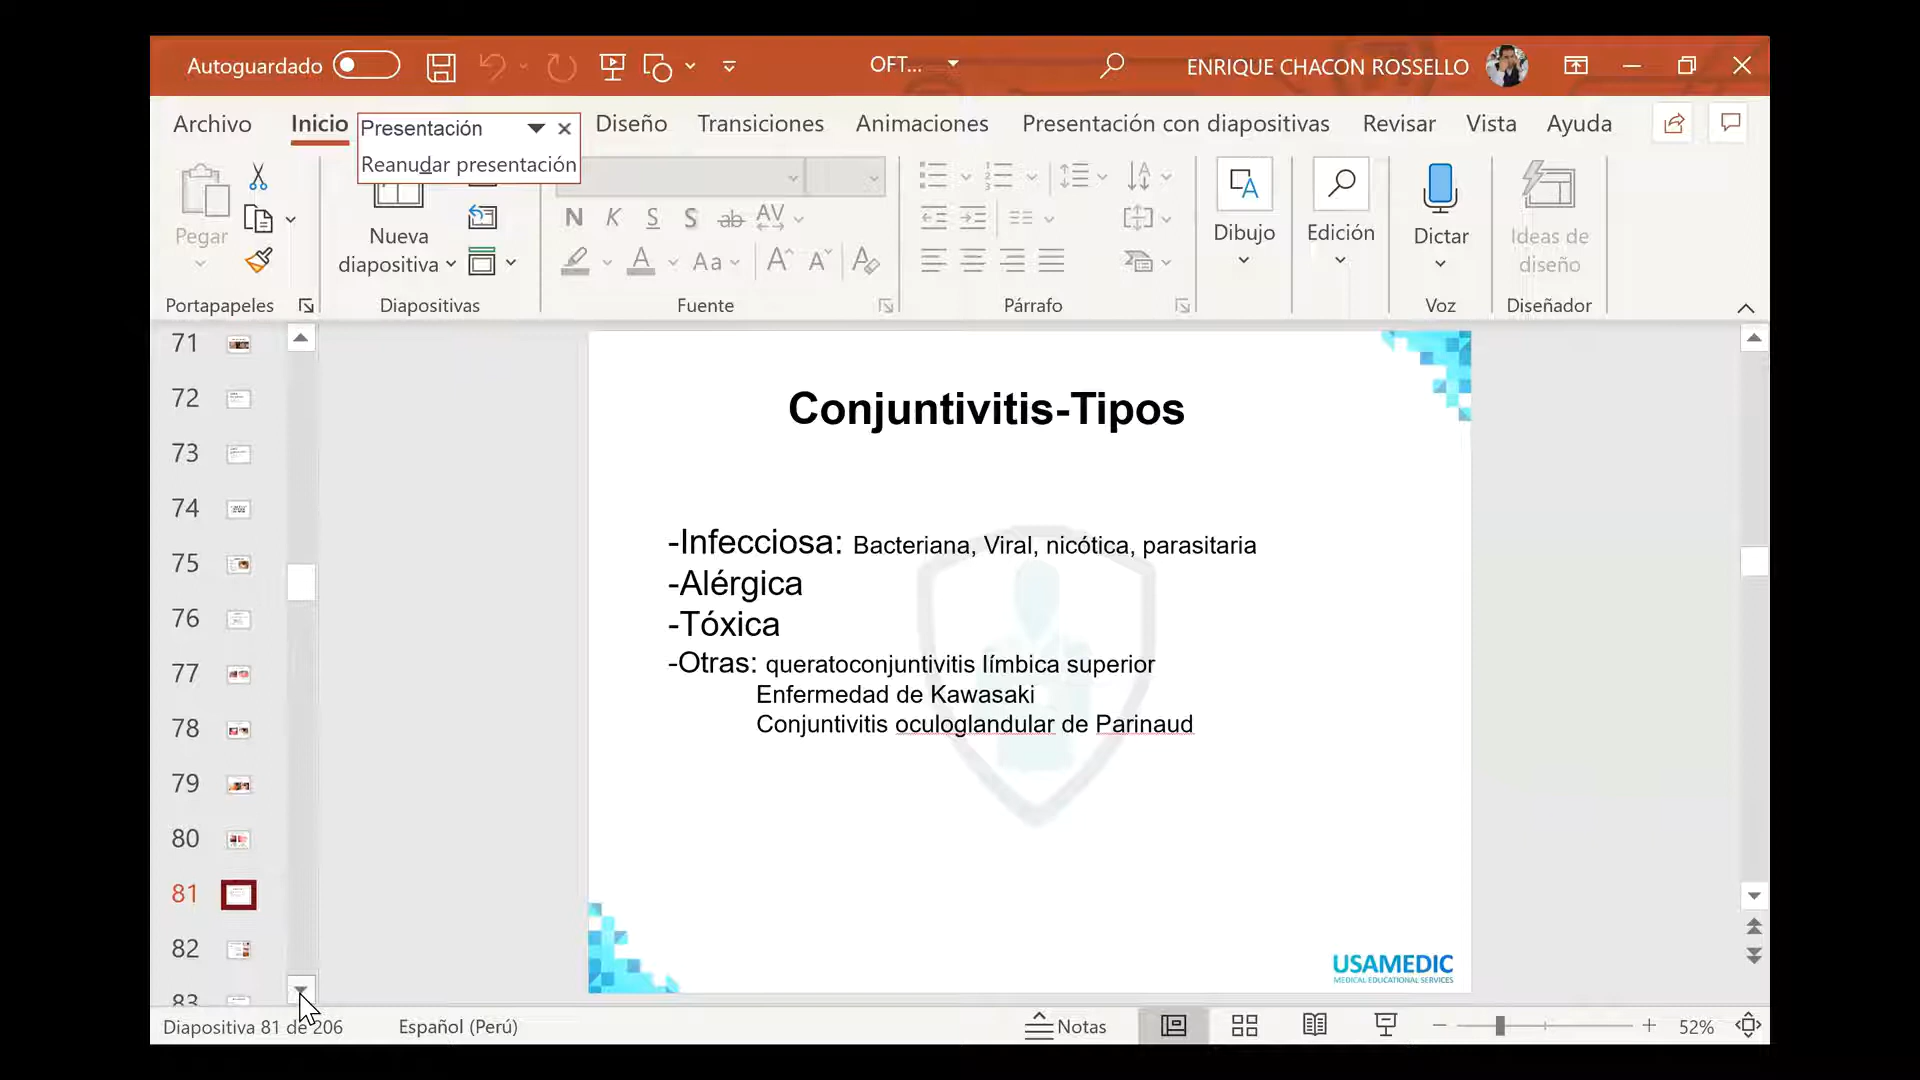 Autoguardado OFT... ENRIQUE CHACON ROSSELLO
Archivo Inicio Presentación Diseño Transiciones Animaciones Presentación con diapositivas Revisar Vista Ayuda
Reanudar presentación
Pegar
Nueva
diapositiva
N K S S ab AV
A Aa A A A
Dibujo
Edición
Dictar
Ideas de
diseño
Portapapeles Diapositivas Fuente Párrafo Voz Diseñador
71
72
73
74
75
76
77
78
79
80
81
82
83
Conjuntivitis-Tipos
-Infecciosa: Bacteriana, Viral, nicótica, parasitaria
-Alérgica
-Tóxica
-Otras: queratoconjuntivitis límbica superior
Enfermedad de Kawasaki
Conjuntivitis oculoglandular de Parinaud
USAMEDIC
MEDICAL EDUCATIONAL SERVICES
Diapositiva 81 de 206 Español (Perú) Notas 52%